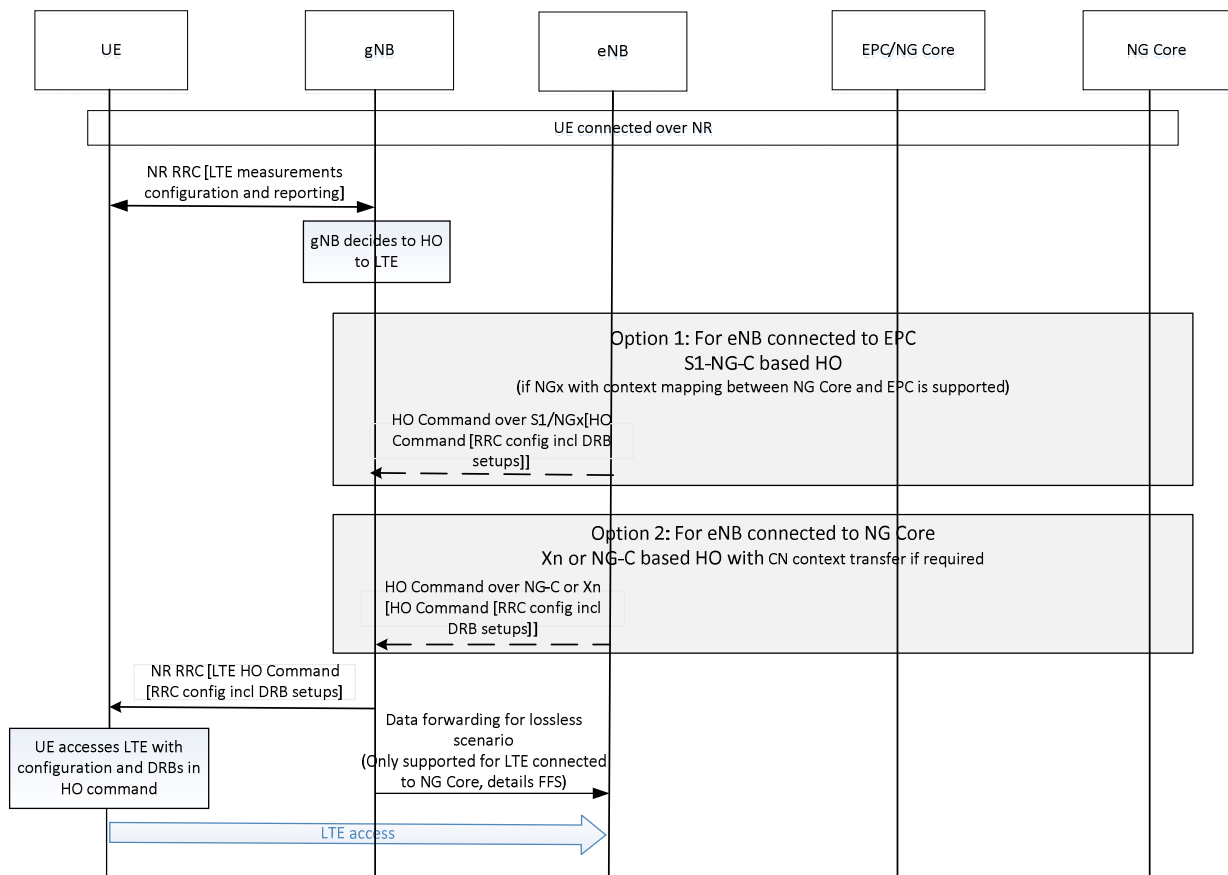 UE
gNB
eNB
EPC/NG Core
NG Core
UE connected over NR
NR RRC [LTE measurements
configuration and reporting]
gNB decides to HO
to LTE
Option 1: For eNB connected to EPC
S1-NG-C based HO
(if NGx with context mapping between NG Core and EPC is supported)
HO Command over S1/NGx[HO
Command [RRC config incl DRB
setups]]
Option 2: For eNB connected to NG Core
Xn or NG-C based HO with CN context transfer if required
HO Command over NG-C or Xn
[HO Command [RRC config incl
DRB setups]]
NR RRC [LTE HO Command
[RRC config incl DRB setups]
Data forwarding for lossless
scenario
(Only supported for LTE connected
to NG Core, details FFS)
UE accesses LTE with
configuration and DRBs in
HO command
LTE access